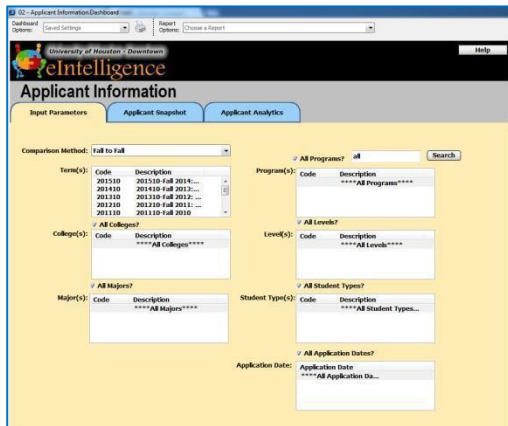 02 - Applicant Information Dashboard
Dashboard Options: Saved Settings
Report Options: Choose a Report
University of Houston - Downtown
Help
eIntelligence
Applicant Information
Input Parameters Applicant Snapshot Applicant Analytics
Comparison Method: Fall to Fall
All Programs? all Search
Term(s): Code Description
201510 201510-Fall 2014:...
201410 201410-Fall 2013:...
201310 201310-Fall 2012: ...
201210 201210-Fall 2011: ...
201110 201110-Fall 2010
Program(s): Code Description
****All Programs****
All Colleges?
College(s): Code Description
****All Colleges****
All Levels?
Level(s): Code Description
****All Levels****
All Majors?
Major(s): Code Description
****All Majors****
All Student Types?
Student Type(s): Code Description
****All Student Types...
All Application Dates?
Application Date: Application Date
****All Application Da...